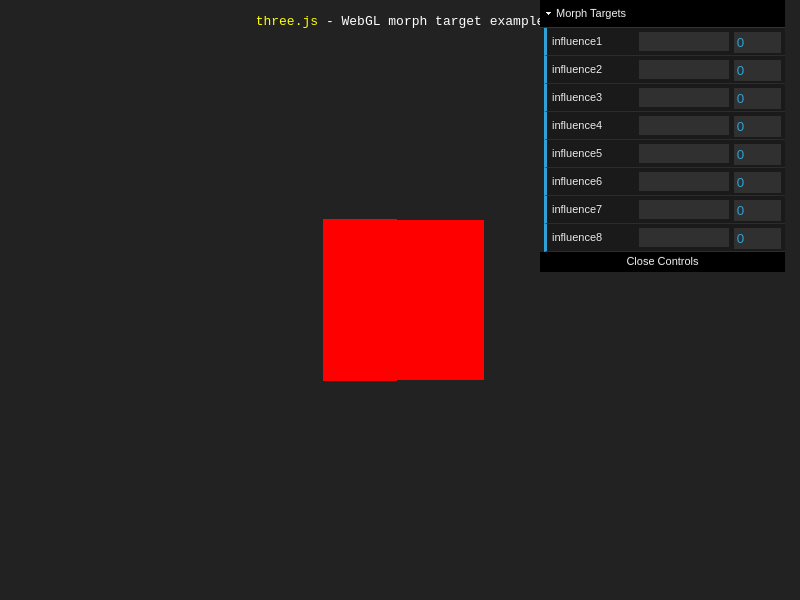 three.js - WebGL morph target example
Morph Targets
influence1 0
influence2 0
influence3 0
influence4 0
influence5 0
influence6 0
influence7 0
influence8 0
Close Controls